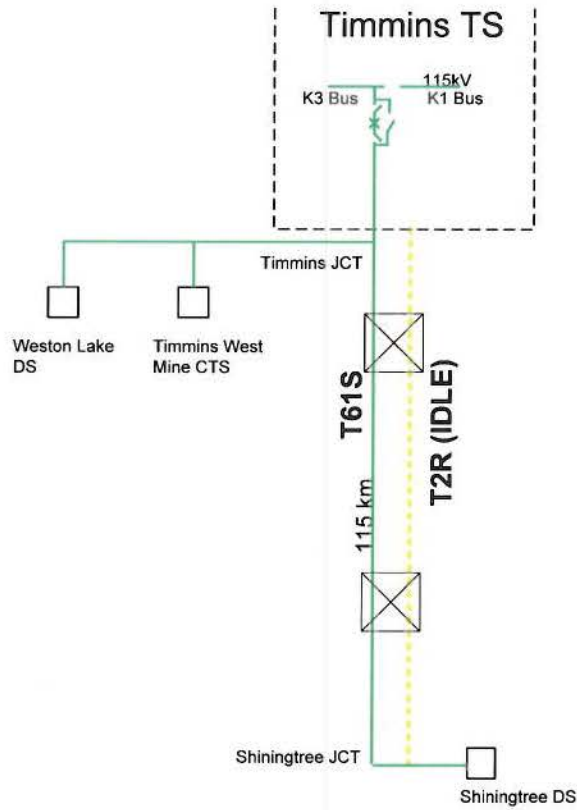 Timmins TS
115kV
K3 Bus
K1 Bus
Timmins JCT
Weston Lake
DS
Timmins West
Mine CTS
T61S
T2R (IDLE)
115 km
Shiningtree JCT
Shiningtree DS